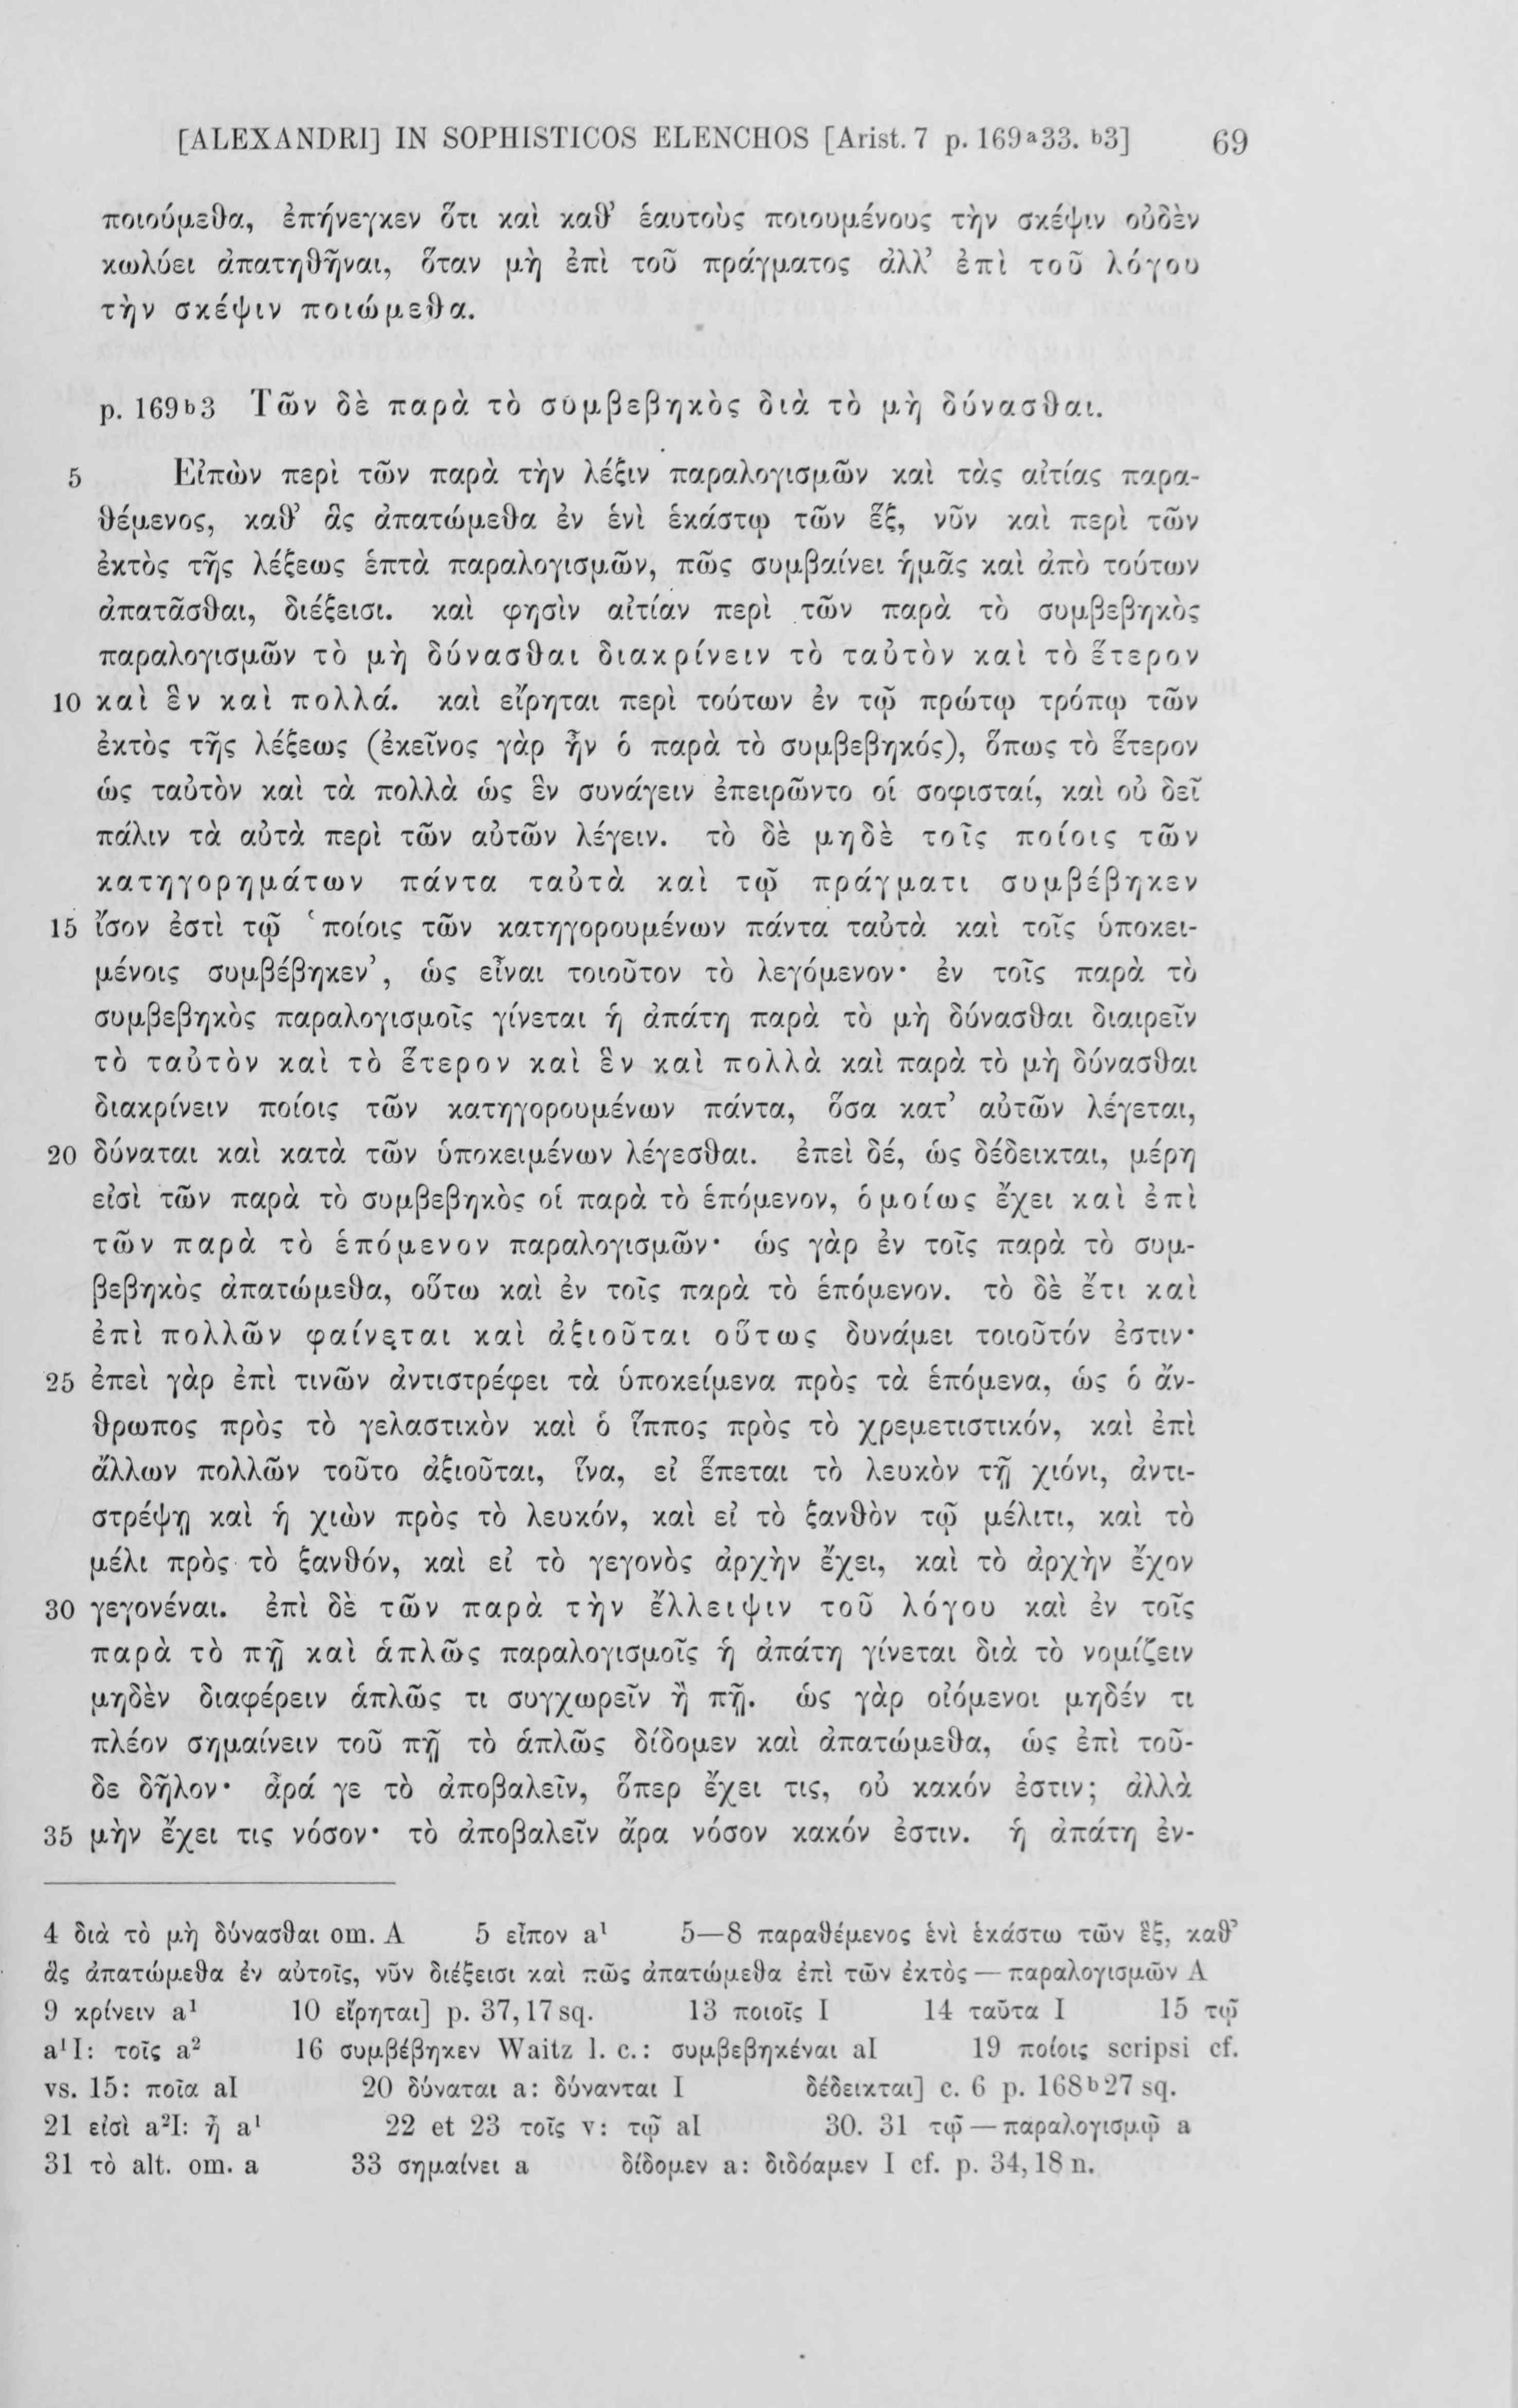 [ALEXANDRI] IN SOPHISTICOS ELENCHOS [Arist. 7 p. 169ᵃ33. ᵇ3] 69
ποιούμεθα, ἐπήνεγκεν ὅτι καὶ καθ’ ἑαυτοὺς ποιουμένους τὴν σκέψιν οὐδὲν
κωλύει ἀπατηθῆναι, ὅταν μὴ ἐπὶ τοῦ πράγματος ἀλλ’ ἐπὶ τοῦ λόγου
τὴν σκέψιν ποιώμεθα.
p. 169ᵇ3 Τῶν δὲ παρὰ τὸ συμβεβηκὸς διὰ τὸ μὴ δύνασθαι.
5 Εἰπὼν περὶ τῶν παρὰ τὴν λέξιν παραλογισμῶν καὶ τὰς αἰτίας παρα-
θέμενος, καθ’ ἃς ἀπατώμεθα ἐν ἑνὶ ἑκάστῳ τῶν ἕξ, νῦν καὶ περὶ τῶν
ἐκτὸς τῆς λέξεως ἑπτὰ παραλογισμῶν, πῶς συμβαίνει ἡμᾶς καὶ ἀπὸ τούτων
ἀπατᾶσθαι, διέξεισι. καὶ φησὶν αἰτίαν περὶ τῶν παρὰ τὸ συμβεβηκὸς
παραλογισμῶν τὸ μὴ δύνασθαι διακρίνειν τὸ ταὐτὸν καὶ τὸ ἕτερον
10 καὶ ἓν καὶ πολλά. καὶ εἴρηται περὶ τούτων ἐν τῷ πρώτῳ τρόπῳ τῶν
ἐκτὸς τῆς λέξεως (ἐκεῖνος γὰρ ἦν ὁ παρὰ τὸ συμβεβηκός), ὅπως τὸ ἕτερον
ὡς ταὐτὸν καὶ τὰ πολλὰ ὡς ἓν συνάγειν ἐπειρῶντο οἱ σοφισταί, καὶ οὐ δεῖ
πάλιν τὰ αὐτὰ περὶ τῶν αὐτῶν λέγειν. τὸ δὲ μηδὲ τοῖς ποίοις τῶν
κατηγορημάτων πάντα ταὐτὰ καὶ τῷ πράγματι συμβέβηκεν
15 ἴσον ἐστὶ τῷ ‘ποίοις τῶν κατηγορουμένων πάντα ταὐτὰ καὶ τοῖς ὑποκει-
μένοις συμβέβηκεν’, ὡς εἶναι τοιοῦτον τὸ λεγόμενον· ἐν τοῖς παρὰ τὸ
συμβεβηκὸς παραλογισμοῖς γίνεται ἡ ἀπάτη παρὰ τὸ μὴ δύνασθαι διαιρεῖν
τὸ ταὐτὸν καὶ τὸ ἕτερον καὶ ἓν καὶ πολλὰ καὶ παρὰ τὸ μὴ δύνασθαι
διακρίνειν ποίοις τῶν κατηγορουμένων πάντα, ὅσα κατ’ αὐτῶν λέγεται,
20 δύναται καὶ κατὰ τῶν ὑποκειμένων λέγεσθαι. ἐπεὶ δέ, ὡς δέδεικται, μέρη
εἰσὶ τῶν παρὰ τὸ συμβεβηκὸς οἱ παρὰ τὸ ἑπόμενον, ὁμοίως ἔχει καὶ ἐπὶ
τῶν παρὰ τὸ ἑπόμενον παραλογισμῶν· ὡς γὰρ ἐν τοῖς παρὰ τὸ συμ-
βεβηκὸς ἀπατώμεθα, οὕτω καὶ ἐν τοῖς παρὰ τὸ ἑπόμενον. τὸ δὲ ἔτι καὶ
ἐπὶ πολλῶν φαίνεται καὶ ἀξιοῦται οὕτως δυνάμει τοιοῦτόν ἐστιν·
25 ἐπεὶ γὰρ ἐπὶ τινῶν ἀντιστρέφει τὰ ὑποκείμενα πρὸς τὰ ἑπόμενα, ὡς ὁ ἄν-
θρωπος πρὸς τὸ γελαστικὸν καὶ ὁ ἵππος πρὸς τὸ χρεμετιστικόν, καὶ ἐπὶ
ἄλλων πολλῶν τοῦτο ἀξιοῦται, ἵνα, εἰ ἕπεται τὸ λευκὸν τῇ χιόνι, ἀντι-
στρέψῃ καὶ ἡ χιὼν πρὸς τὸ λευκόν, καὶ εἰ τὸ ξανθὸν τῷ μέλιτι, καὶ τὸ
μέλι πρὸς τὸ ξανθόν, καὶ εἰ τὸ γεγονὸς ἀρχὴν ἔχει, καὶ τὸ ἀρχὴν ἔχον
30 γεγονέναι. ἐπὶ δὲ τῶν παρὰ τὴν ἔλλειψιν τοῦ λόγου καὶ ἐν τοῖς
παρὰ τὸ πῇ καὶ ἁπλῶς παραλογισμοῖς ἡ ἀπάτη γίνεται διὰ τὸ νομίζειν
μηδὲν διαφέρειν ἁπλῶς τι συγχωρεῖν ἢ πῇ. ὡς γὰρ οἰόμενοι μηδέν τι
πλέον σημαίνειν τοῦ πῇ τὸ ἁπλῶς δίδομεν καὶ ἀπατώμεθα, ὡς ἐπὶ τοῦ-
δε δῆλον· ἆρά γε τὸ ἀποβαλεῖν, ὅπερ ἔχει τις, οὐ κακόν ἐστιν; ἀλλὰ
35 μὴν ἔχει τις νόσον· τὸ ἀποβαλεῖν ἄρα νόσον κακόν ἐστιν. ἡ ἀπάτη ἐν-
4 διὰ τὸ μὴ δύνασθαι om. A 5 εἶπον a¹ 5—8 παραθέμενος ἑνὶ ἑκάστω τῶν ἓξ, καθ’
ἃς ἀπατώμεθα ἐν αὐτοῖς, νῦν διέξεισι καὶ πῶς ἀπατώμεθα ἐπὶ τῶν ἐκτὸς — παραλογισμῶν A
9 κρίνειν a¹ 10 εἴρηται] p. 37,17 sq. 13 ποιοῖς I 14 ταῦτα I 15 τῷ
a¹I: τοῖς a² 16 συμβέβηκεν Waitz l. c.: συμβεβηκέναι aI 19 ποίοις scripsi cf.
vs. 15: ποῖα aI 20 δύναται a: δύνανται I δέδεικται] c. 6 p. 168ᵇ27 sq.
21 εἰσὶ a²I: ἢ a¹ 22 et 23 τοῖς v: τῷ aI 30. 31 τῷ — παραλογισμῷ a
31 τὸ alt. om. a 33 σημαίνει a δίδομεν a: διδόαμεν I cf. p. 34,18 n.